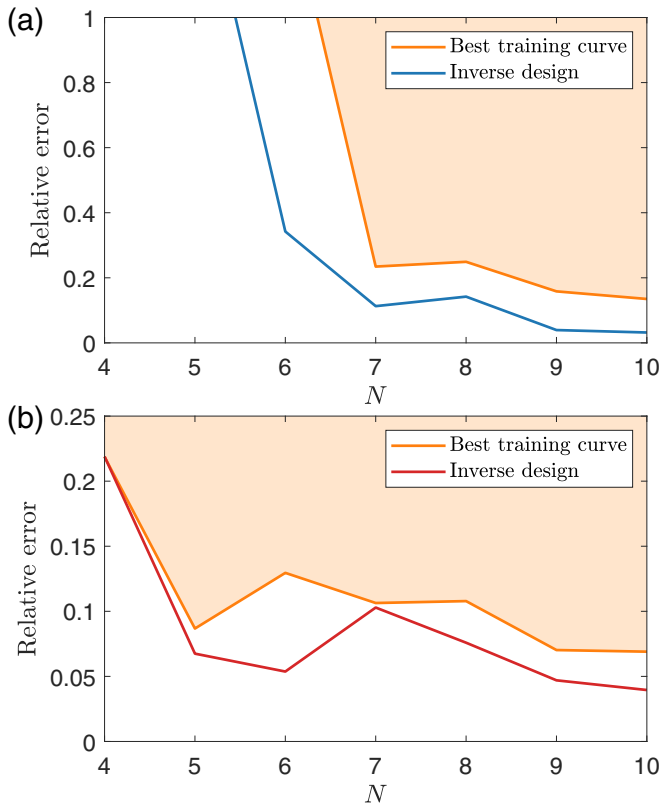 (a)
1
0.8
0.6
0.4
0.2
0
Relative error
Best training curve
Inverse design
4 5 6 7 8 9 10
N
(b)
0.25
0.2
0.15
0.1
0.05
0
Relative error
Best training curve
Inverse design
4 5 6 7 8 9 10
N